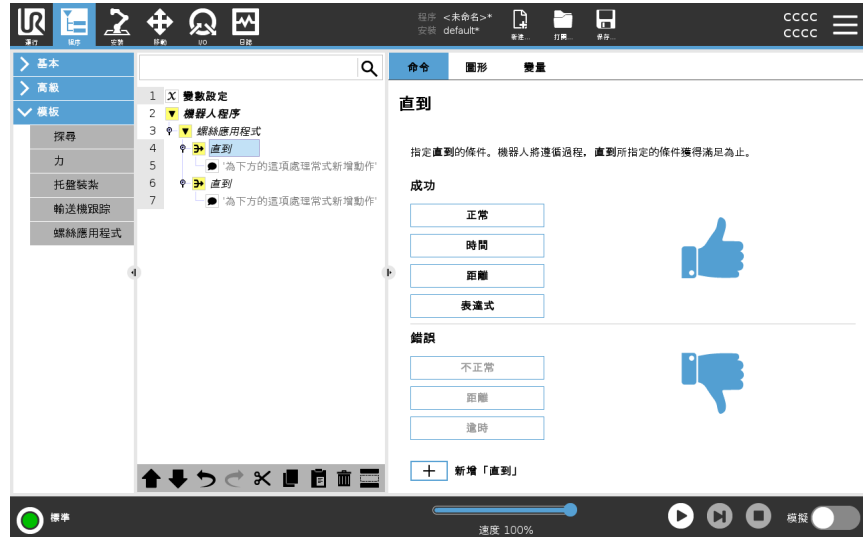 UR
運行
程序
安裝
移動
I/O
日誌
程序 <未命名>*
安裝 default*
新建...
打開...
保存...
cccc
cccc
基本
高級
模板
探尋
力
托盤裝紮
輸送機跟踪
螺絲應用程式
1 X 變數設定
2 機器人程序
3 螺絲應用程式
4 直到
5 '為下方的這項處理常式新增動作'
6 直到
7 '為下方的這項處理常式新增動作'
命令
圖形
變量
直到
指定直到的條件。機器人將遵循過程，直到所指定的條件獲得滿足為止。
成功
正常
時間
距離
表達式
錯誤
不正常
距離
逾時
新增「直到」
標準
速度 100%
模擬